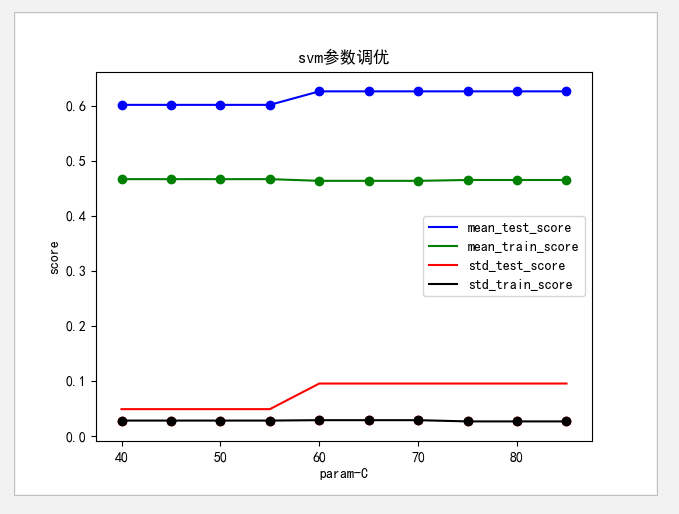 svm参数调优
score
0.6
0.5
0.4
0.3
0.2
0.1
0.0
mean_test_score
mean_train_score
std_test_score
std_train_score
40 50 60 70 80
param-C